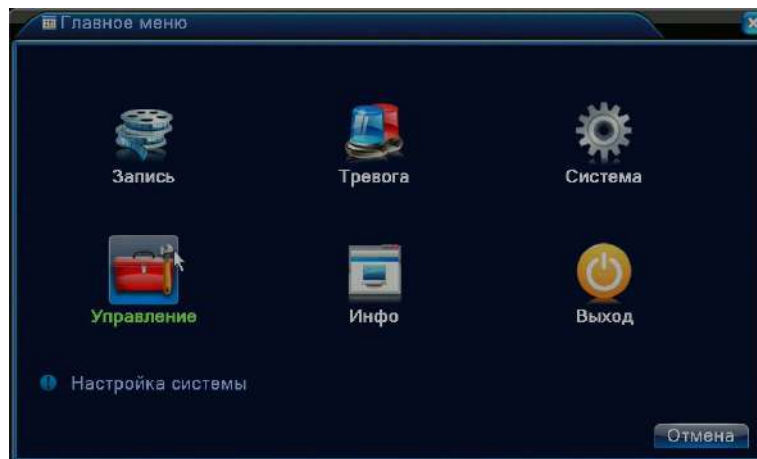 Главное меню
Запись
Тревога
Система
Управление
Инфо
Выход
Настройка системы
Отмена